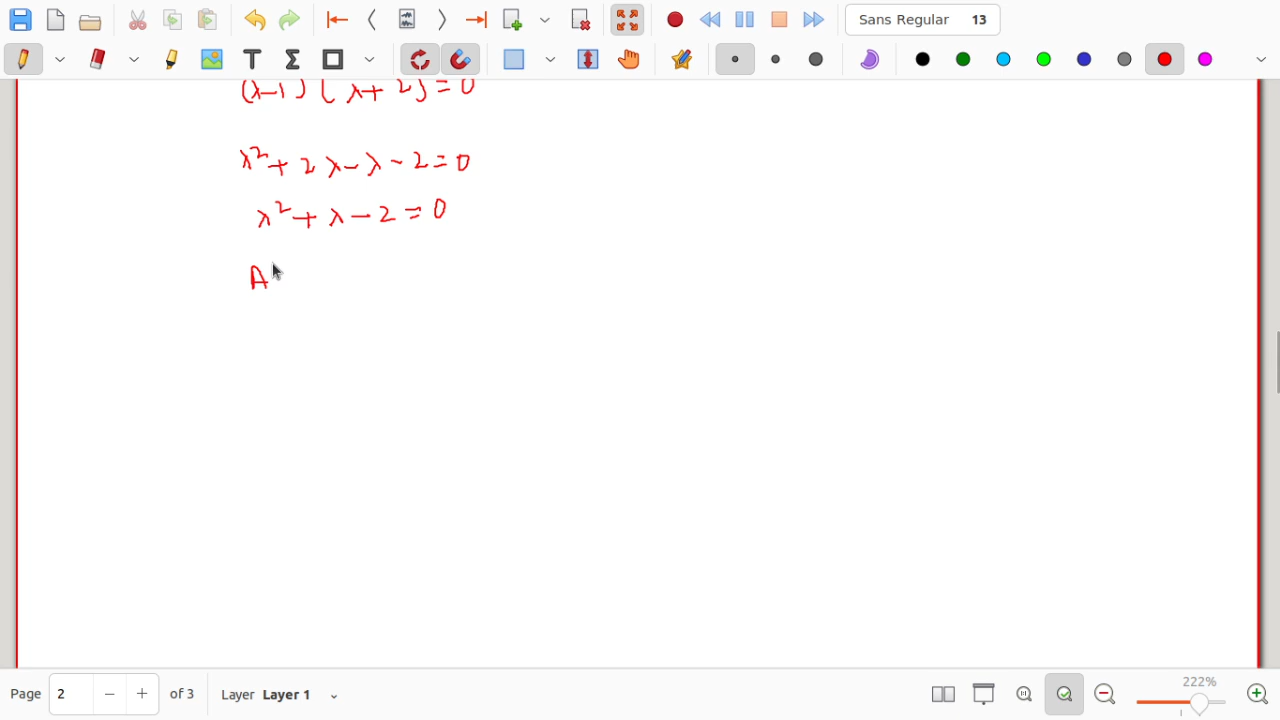 Sans Regular 13
(λ-1) (λ+2) = 0
λ²+2λ-λ-2=0
λ²+λ-2=0
A
Page 2 of 3 Layer Layer 1 222%